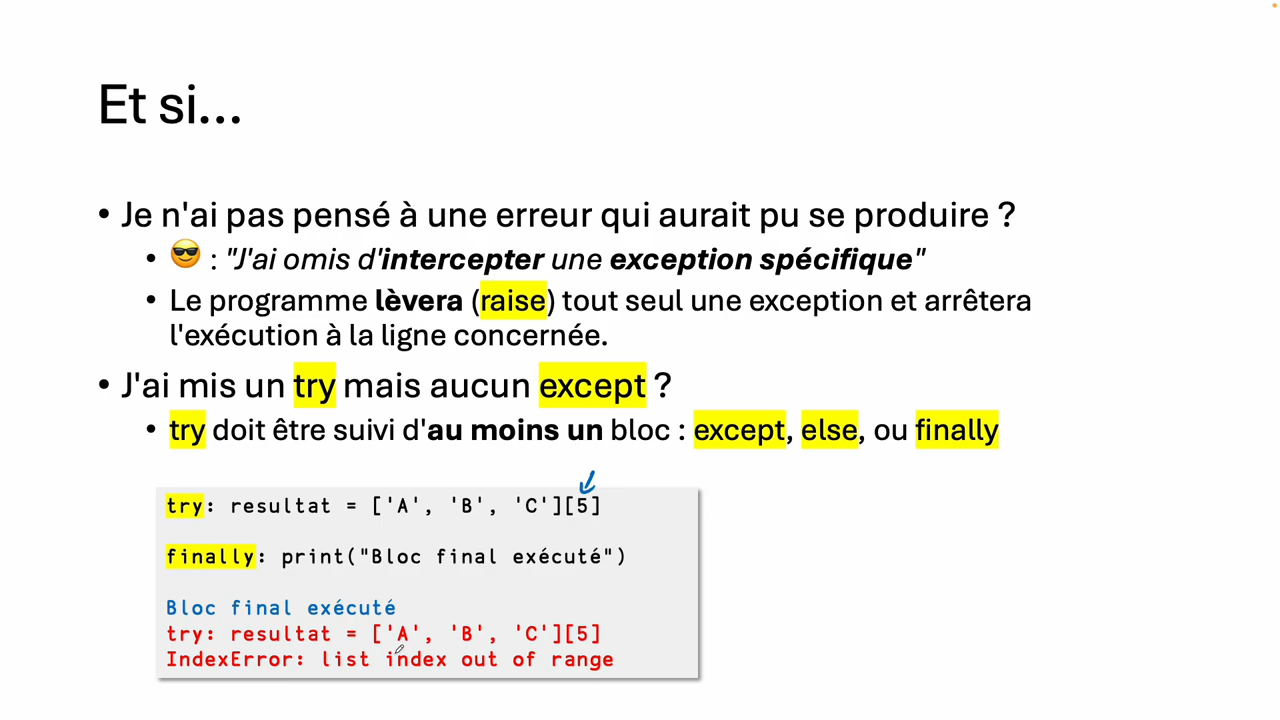 Et si...
• Je n'ai pas pensé à une erreur qui aurait pu se produire ?
• 😎 : "J'ai omis d'intercepter une exception spécifique"
• Le programme lèvera (raise) tout seul une exception et arrêtera
l'exécution à la ligne concernée.
• J'ai mis un try mais aucun except ?
• try doit être suivi d'au moins un bloc : except, else, ou finally
try: resultat = ['A', 'B', 'C'][5]
finally: print("Bloc final exécuté")
Bloc final exécuté
try: resultat = ['A', 'B', 'C'][5]
IndexError: list index out of range